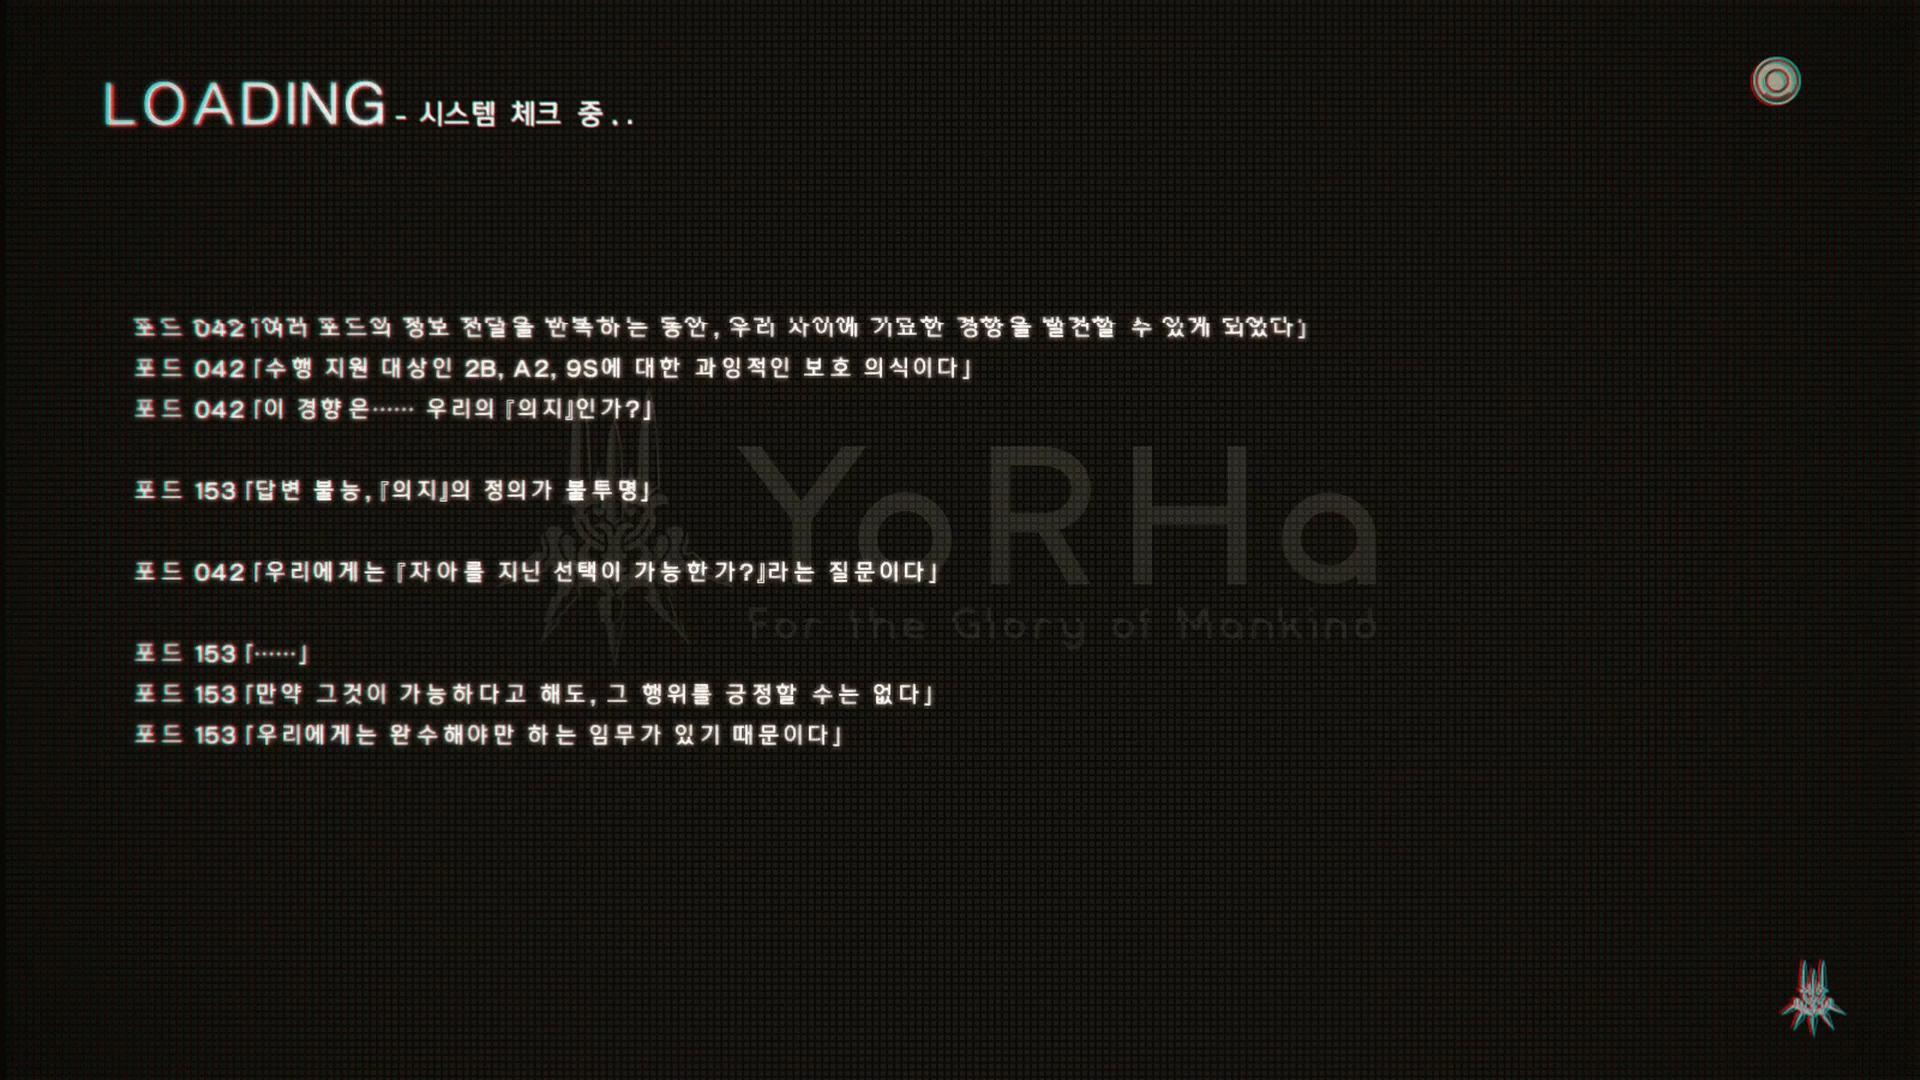 LOADING - 시스템 체크 중..
포드 042「여러 포드의 정보 전달을 반복하는 동안, 우리 사이에 기묘한 경향을 발견할 수 있게 되었다」
포드 042「수행 지원 대상인 2B, A2, 9S에 대한 과잉적인 보호 의식이다」
포드 042「이 경향은…… 우리의『의지』인가?」
포드 153「답변 불능,『의지』의 정의가 불투명」
포드 042「우리에게는『자아를 지닌 선택이 가능한가?』라는 질문이다」
포드 153「……」
포드 153「만약 그것이 가능하다고 해도, 그 행위를 긍정할 수는 없다」
포드 153「우리에게는 완수해야만 하는 임무가 있기 때문이다」
YoRHa
For the Glory of Mankind